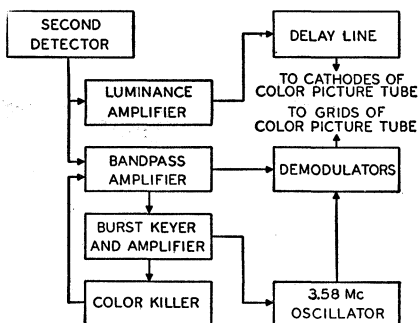 SECOND
DETECTOR
DELAY LINE
LUMINANCE
AMPLIFIER
TO CATHODES OF
COLOR PICTURE TUBE
TO GRIDS OF
COLOR PICTURE TUBE
BANDPASS
AMPLIFIER
DEMODULATORS
BURST KEYER
AND AMPLIFIER
COLOR KILLER
3.58 Mc
OSCILLATOR